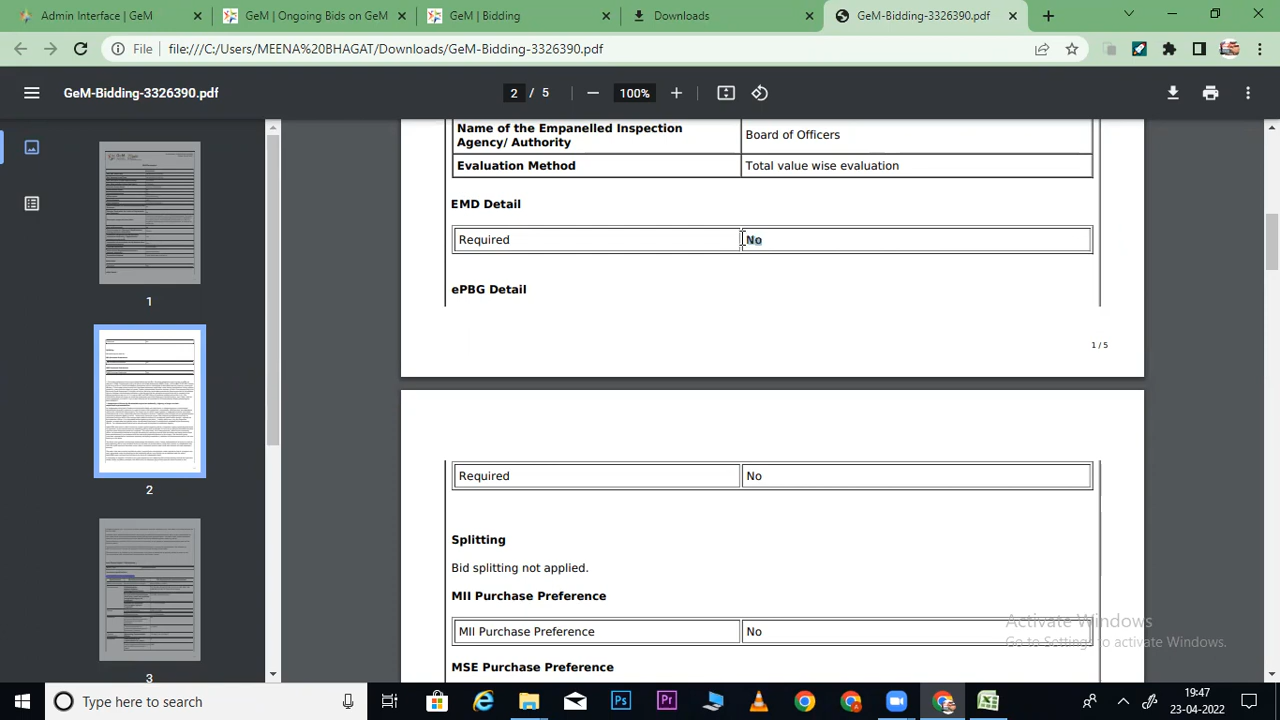 Admin Interface | GeM
GeM | Ongoing Bids on GeM
GeM | Bidding
Downloads
GeM-Bidding-3326390.pdf
File
file:///C:/Users/MEENA%20BHAGAT/Downloads/GeM-Bidding-3326390.pdf
GeM-Bidding-3326390.pdf
2 / 5
100%
1
2
3
Name of the Empanelled Inspection
Agency/ Authority
Board of Officers
Evaluation Method
Total value wise evaluation
EMD Detail
Required
No
ePBG Detail
1 / 5
Required
No
Splitting
Bid splitting not applied.
MII Purchase Preference
MII Purchase Preference
No
MSE Purchase Preference
Activate Windows
Go to Settings to activate Windows.
Type here to search
Ps
Pr
19:47
23-04-2022